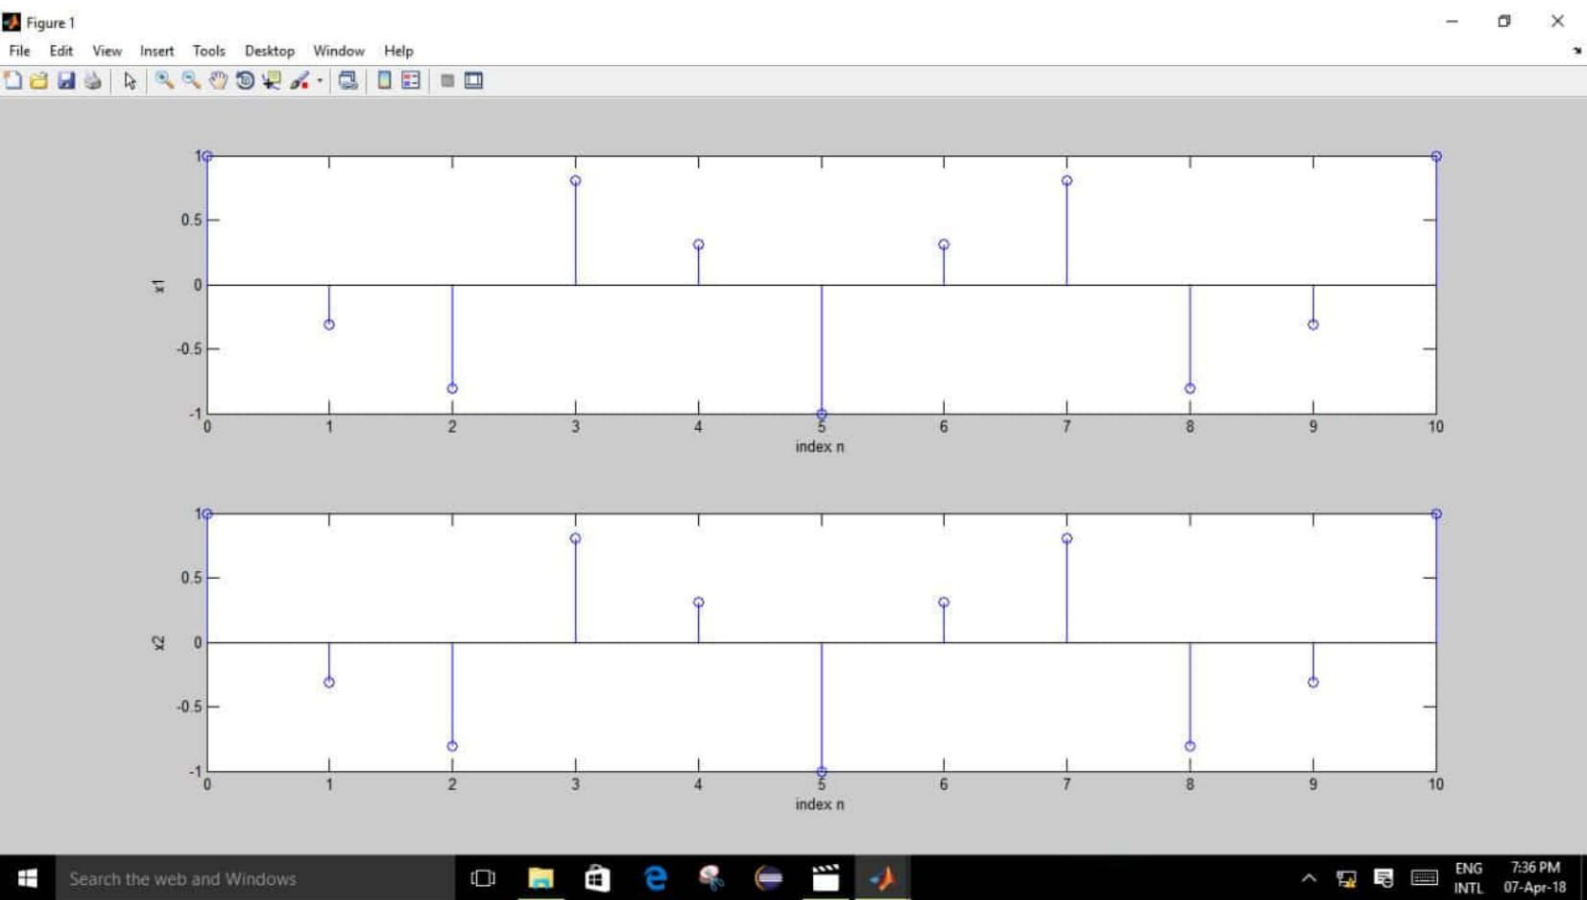 Figure 1
File Edit View Insert Tools Desktop Window Help
1
0.5
0
-0.5
-1
x1
0 1 2 3 4 5 6 7 8 9 10
index n
1
0.5
0
-0.5
-1
x2
0 1 2 3 4 5 6 7 8 9 10
index n
Search the web and Windows
ENG
INTL
7:36 PM
07-Apr-18